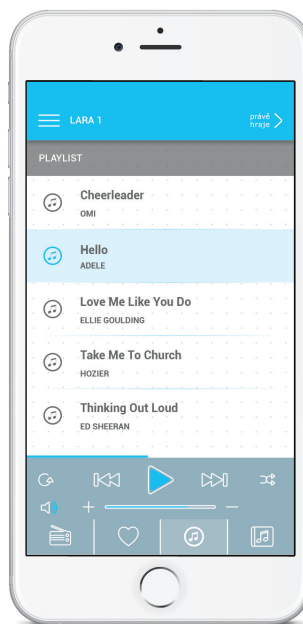 LARA 1
právě
hraje
PLAYLIST
Cheerleader
OMI
Hello
ADELE
Love Me Like You Do
ELLIE GOULDING
Take Me To Church
HOZIER
Thinking Out Loud
ED SHEERAN